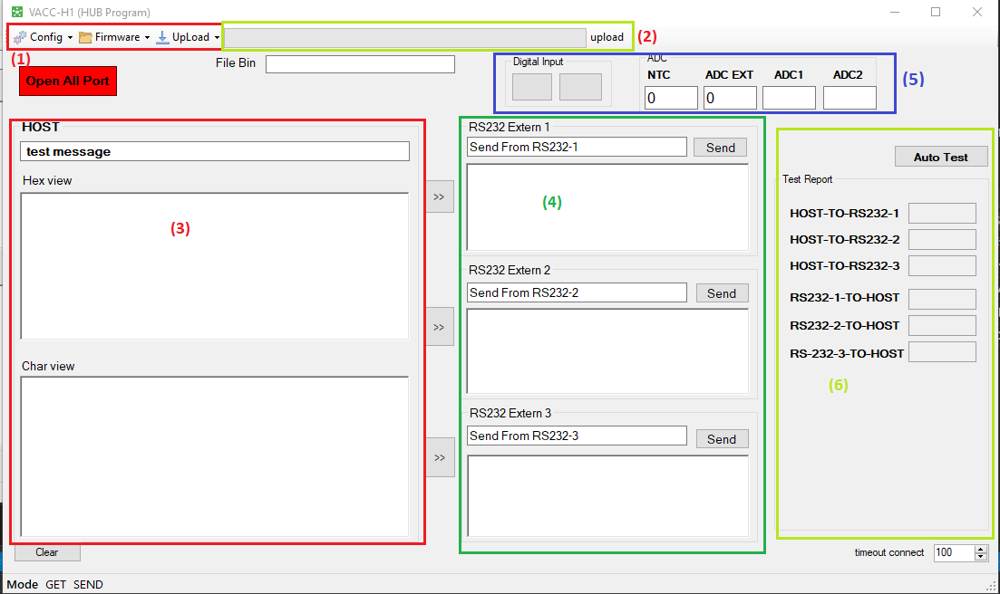 VACC-H1 (HUB Program)
Config Firmware UpLoad upload (2)
(1)
File Bin
Open All Port
Digital Input
ADC
NTC ADC EXT ADC1 ADC2
0 0
(5)
HOST
test message
Hex view
(3)
Char view
>>
>>
>>
RS232 Extern 1
Send From RS232-1 Send
(4)
RS232 Extern 2
Send From RS232-2 Send
RS232 Extern 3
Send From RS232-3 Send
Auto Test
Test Report
HOST-TO-RS232-1
HOST-TO-RS232-2
HOST-TO-RS232-3
RS232-1-TO-HOST
RS232-2-TO-HOST
RS-232-3-TO-HOST
(6)
Clear
timeout connect 100
Mode GET SEND